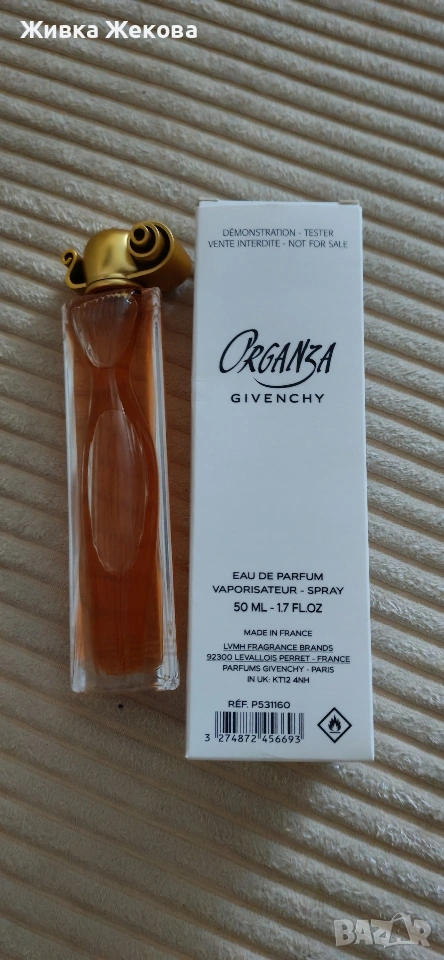 Живка Жекова
DÉMONSTRATION - TESTER
VENTE INTERDITE - NOT FOR SALE
ORGANZA
GIVENCHY
EAU DE PARFUM
VAPORISATEUR - SPRAY
50 ML - 1.7 FL.OZ
MADE IN FRANCE
LVMH FRAGRANCE BRANDS
92300 LEVALLOIS PERRET - FRANCE
PARFUMS GIVENCHY - PARIS
IN UK: KT12 4NH
RÉF. P531160
3 274872 456693
BAZAR